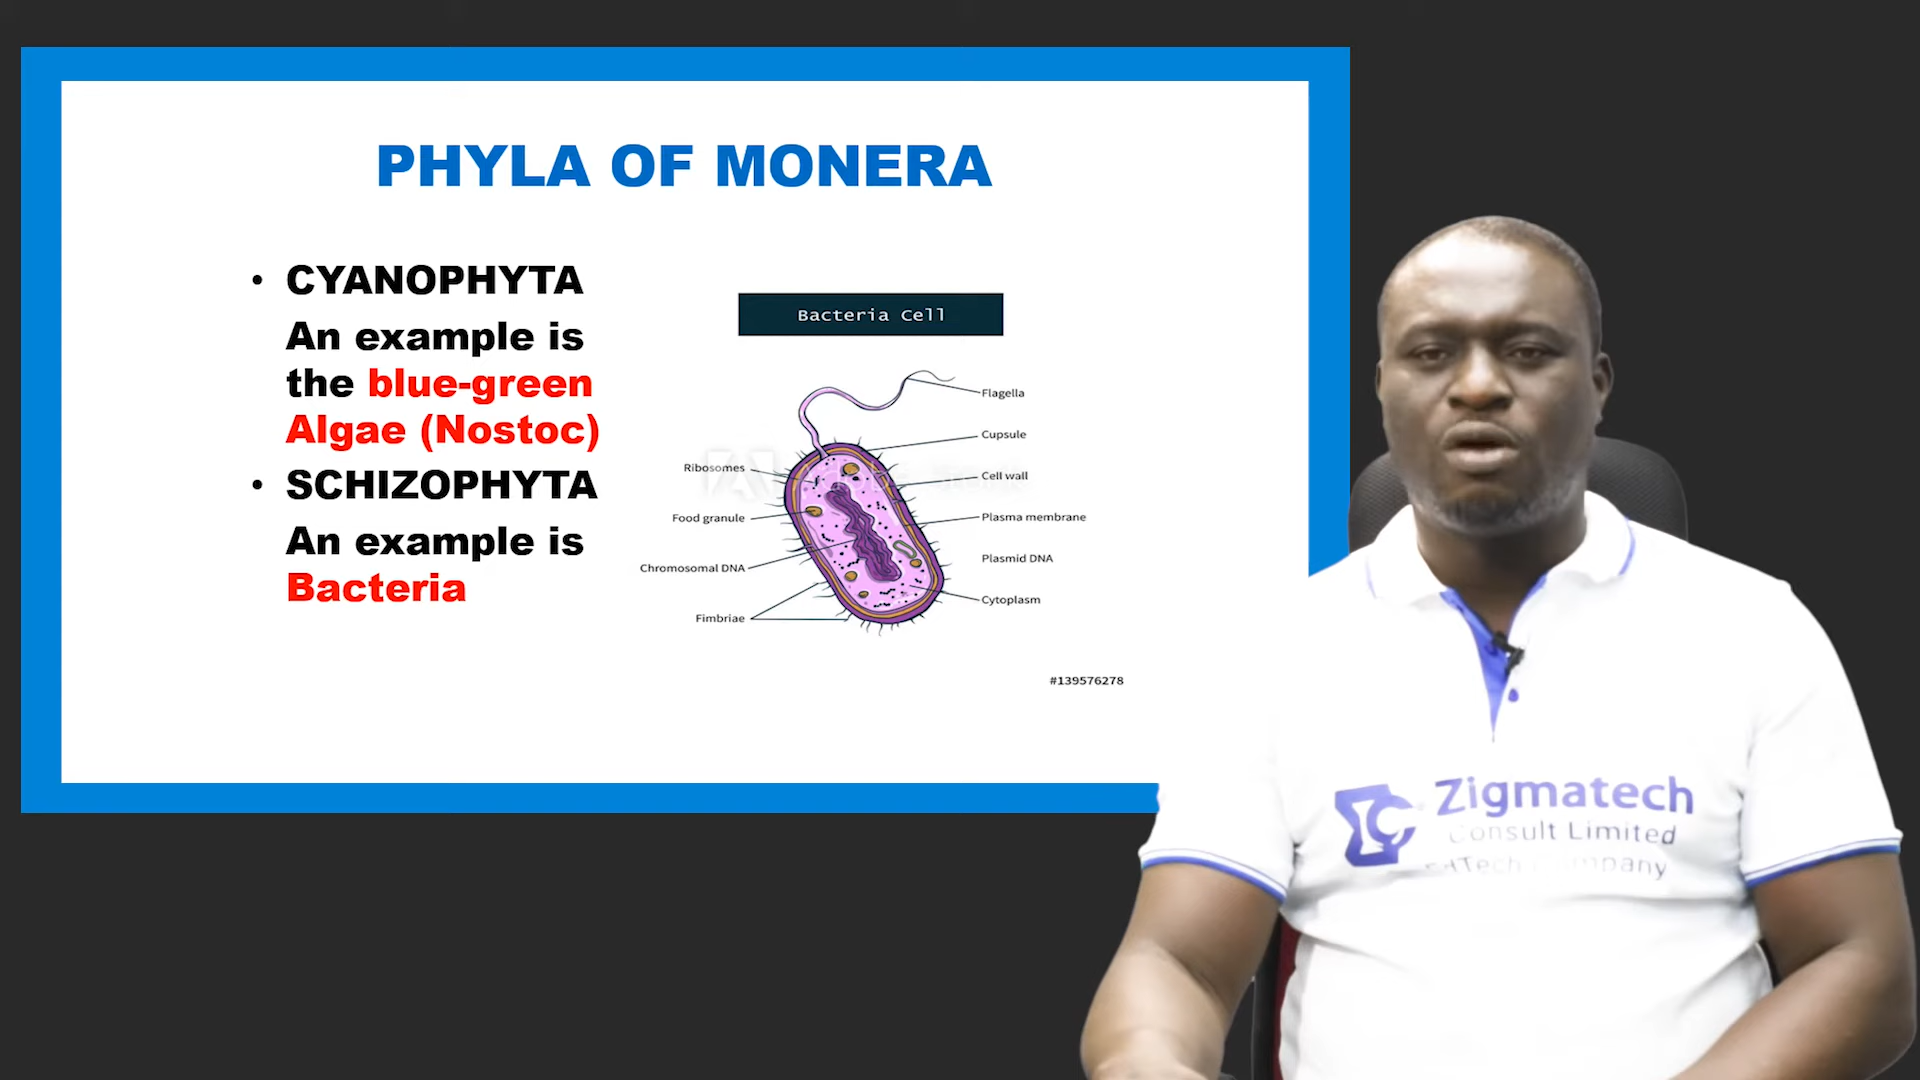 PHYLA OF MONERA
• CYANOPHYTA
An example is
the blue-green
Algae (Nostoc)
• SCHIZOPHYTA
An example is
Bacteria
Bacteria Cell
Flagella
Cupsule
Ribosomes
Cell wall
Food granule
Plasma membrane
Plasmid DNA
Chromosomal DNA
Cytoplasm
Fimbriae
#139576278
Zigmatech
Consult Limited